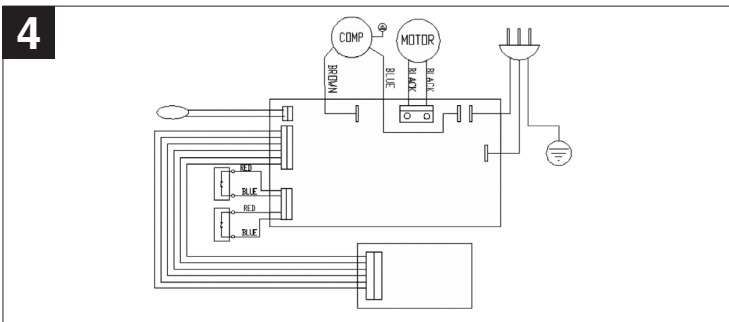 4
COMP
MOTOR
BROWN
BLUE
BLACK
BLACK
RED
BLUE
RED
BLUE